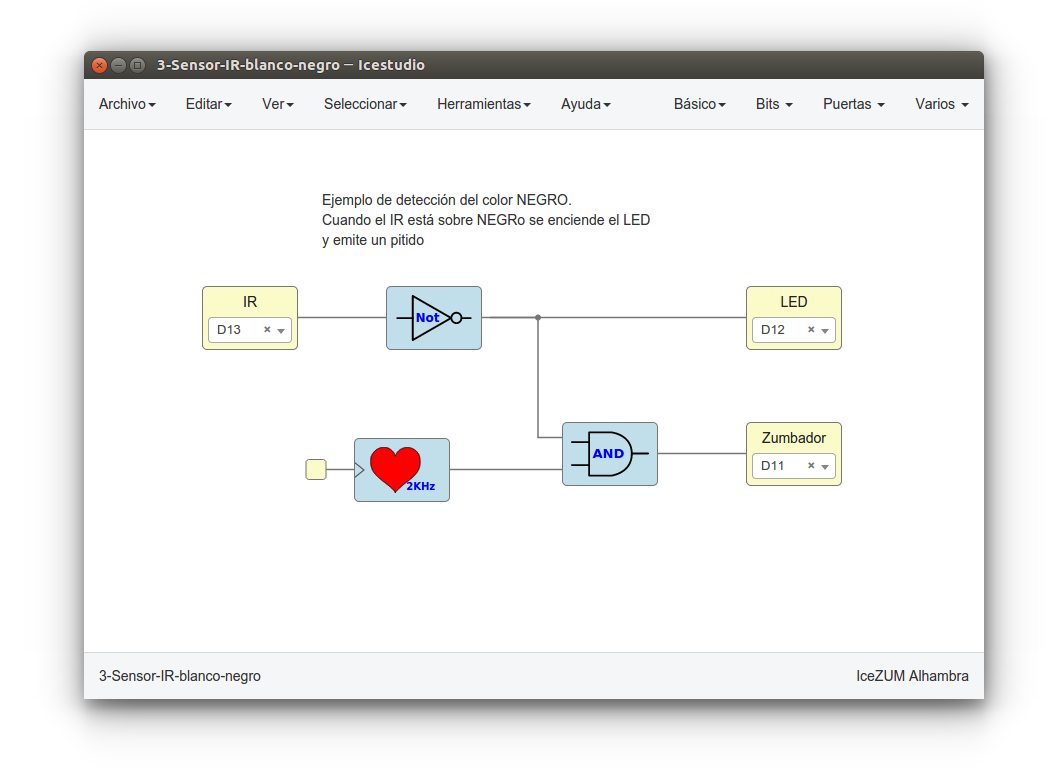 3-Sensor-IR-blanco-negro — Icestudio
Archivo Editar Ver Seleccionar Herramientas Ayuda Básico Bits Puertas Varios
Ejemplo de detección del color NEGRO.
Cuando el IR está sobre NEGRo se enciende el LED
y emite un pitido
IR
D13
Not
LED
D12
2KHz
AND
Zumbador
D11
3-Sensor-IR-blanco-negro
IceZUM Alhambra